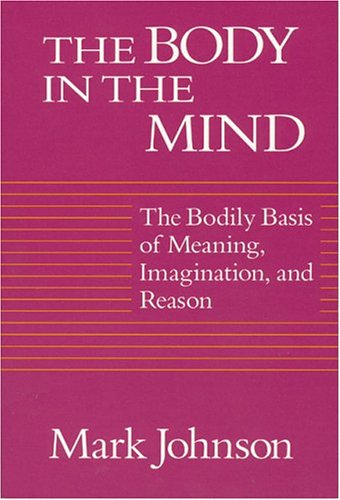 THE BODY
IN THE
MIND
The Bodily Basis
of Meaning,
Imagination, and
Reason
Mark Johnson